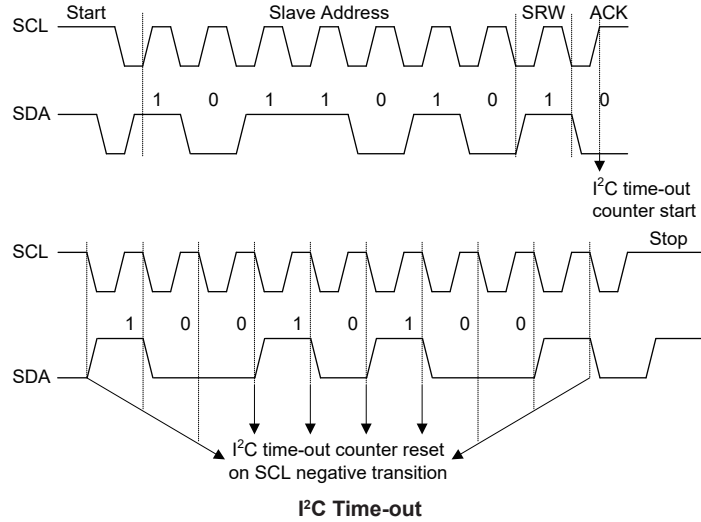 Start Slave Address SRW ACK
SCL
1 0 1 1 0 1 0 1 0
SDA
I²C time-out
counter start
Stop
SCL
1 0 0 1 0 1 0 0
SDA
I²C time-out counter reset
on SCL negative transition
I²C Time-out